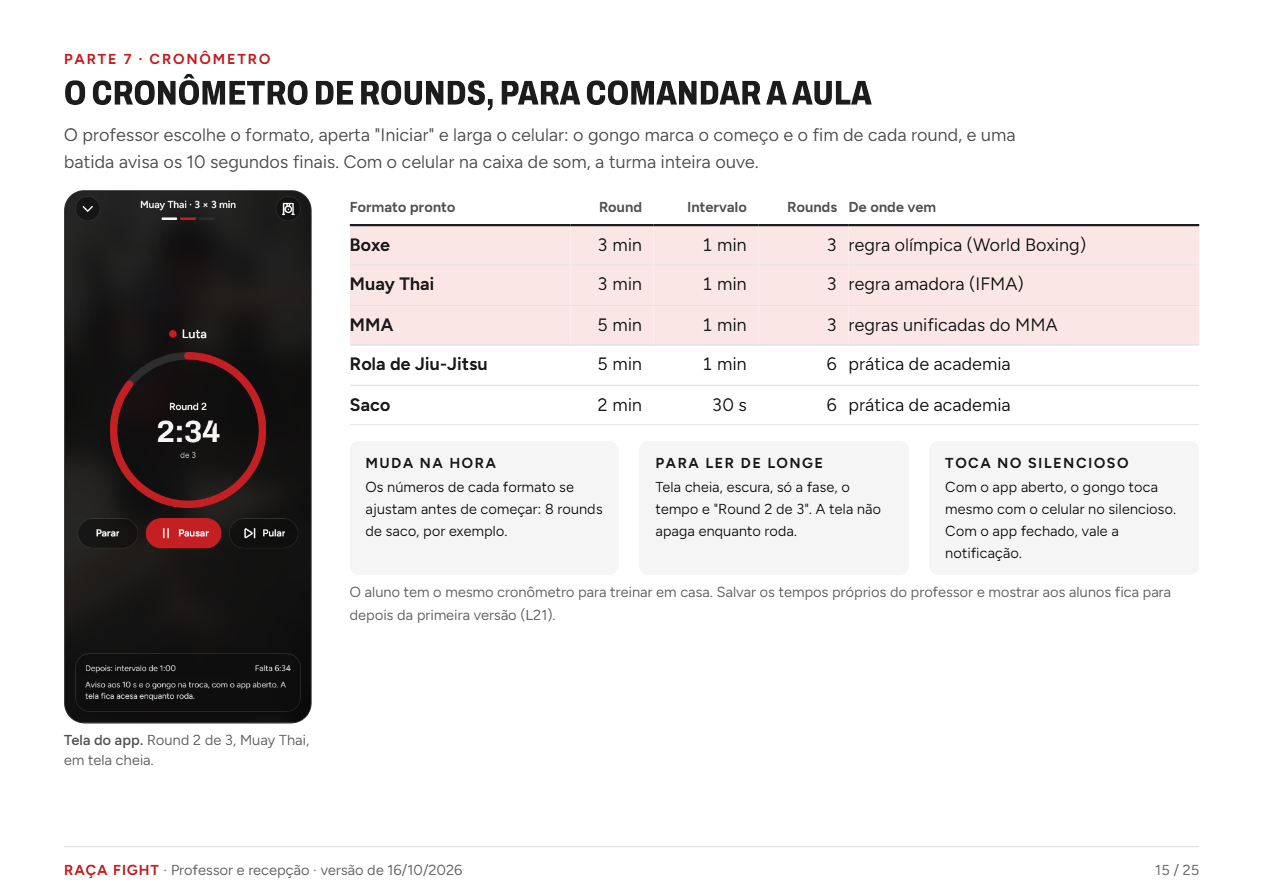 PARTE 7 · CRONÔMETRO
O CRONÔMETRO DE ROUNDS, PARA COMANDAR A AULA
O professor escolhe o formato, aperta "Iniciar" e larga o celular: o gongo marca o começo e o fim de cada round, e uma
batida avisa os 10 segundos finais. Com o celular na caixa de som, a turma inteira ouve.
Muay Thai · 3 × 3 min
Luta
Round 2
2:34
de 3
Parar
Pausar
Pular
Depois: intervalo de 1:00 Falta 6:34
Aviso aos 10 s e o gongo na troca, com o app aberto. A
tela fica acesa enquanto roda.
Tela do app. Round 2 de 3, Muay Thai,
em tela cheia.
Formato pronto Round Intervalo Rounds De onde vem
Boxe 3 min 1 min 3 regra olímpica (World Boxing)
Muay Thai 3 min 1 min 3 regra amadora (IFMA)
MMA 5 min 1 min 3 regras unificadas do MMA
Rola de Jiu-Jitsu 5 min 1 min 6 prática de academia
Saco 2 min 30 s 6 prática de academia
MUDA NA HORA
Os números de cada formato se
ajustam antes de começar: 8 rounds
de saco, por exemplo.
PARA LER DE LONGE
Tela cheia, escura, só a fase, o
tempo e "Round 2 de 3". A tela não
apaga enquanto roda.
TOCA NO SILENCIOSO
Com o app aberto, o gongo toca
mesmo com o celular no silencioso.
Com o app fechado, vale a
notificação.
O aluno tem o mesmo cronômetro para treinar em casa. Salvar os tempos próprios do professor e mostrar aos alunos fica para
depois da primeira versão (L21).
RAÇA FIGHT · Professor e recepção · versão de 16/10/2026
15 / 25